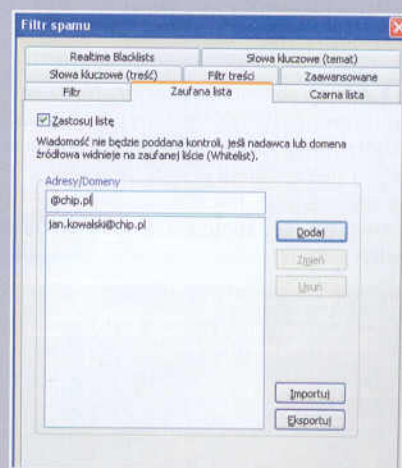 Filtr spamu
Realtime Blacklists
Słowa kluczowe (temat)
Słowa kluczowe (treść)
Filtr treści
Zaawansowane
Filtr
Zaufana lista
Czarna lista
Zastosuj listę
Wiadomość nie będzie poddana kontroli, jeśli nadawca lub domena
źródłowa widnieje na zaufanej liście (Whitelist).
Adresy/Domeny
@chip.pl
jan.kowalski@chip.pl
Dodaj
Zmień
Usuń
Importuj
Eksportuj